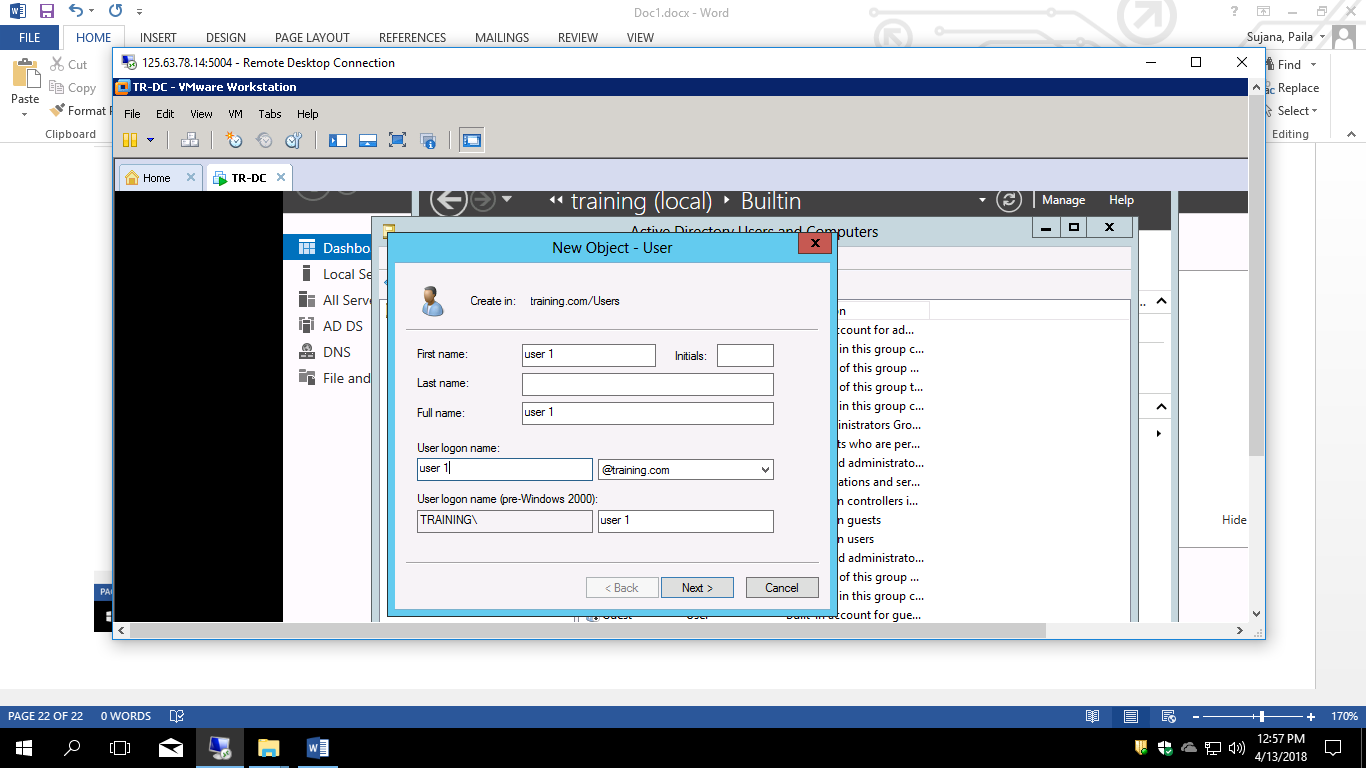 Doc1.docx - Word
FILE HOME INSERT DESIGN PAGE LAYOUT REFERENCES MAILINGS REVIEW VIEW Sujana, Paila
Cut
Copy
Format
Paste
Clipboard
Find
Replace
Select
Editing
125.63.78.14:5004 - Remote Desktop Connection
TR-DC - VMware Workstation
File Edit View VM Tabs Help
Home TR-DC
training (local) Builtin Manage Help
Dashbo
Local Se
All Serve
AD DS
DNS
File and
Active Directory Users and Computers
New Object - User
Create in: training.com/Users
First name: user 1 Initials:
Last name:
Full name: user 1
User logon name:
user 1 @training.com
User logon name (pre-Windows 2000):
TRAINING\ user 1
< Back Next > Cancel
on
count for ad...
in this group c...
of this group ...
of this group t...
in this group c...
inistrators Gro...
ts who are per...
d administrato...
ations and ser...
n controllers i...
n guests
n users
d administrato...
of this group ...
in this group c...
Guest User Built-in account for gue...
Hide
PAGE 22 OF 22 0 WORDS 170%
12:57 PM
4/13/2018